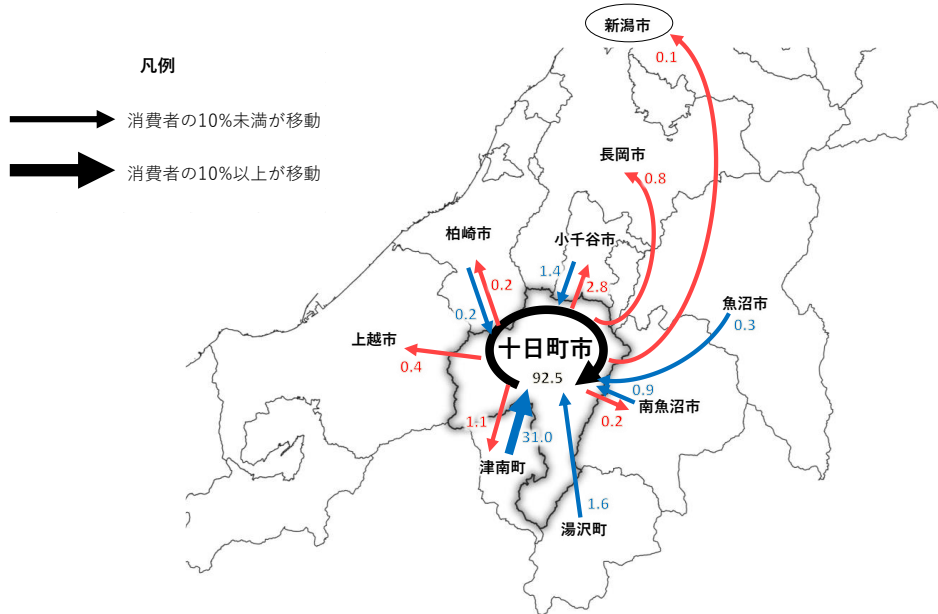 新潟市
0.1
凡例
消費者の10%未満が移動
消費者の10%以上が移動
長岡市
0.8
柏崎市
小千谷市
1.4
2.8
0.2
0.2
魚沼市
0.3
上越市
0.4
十日町市
92.5
0.9
南魚沼市
0.2
1.1
31.0
津南町
1.6
湯沢町